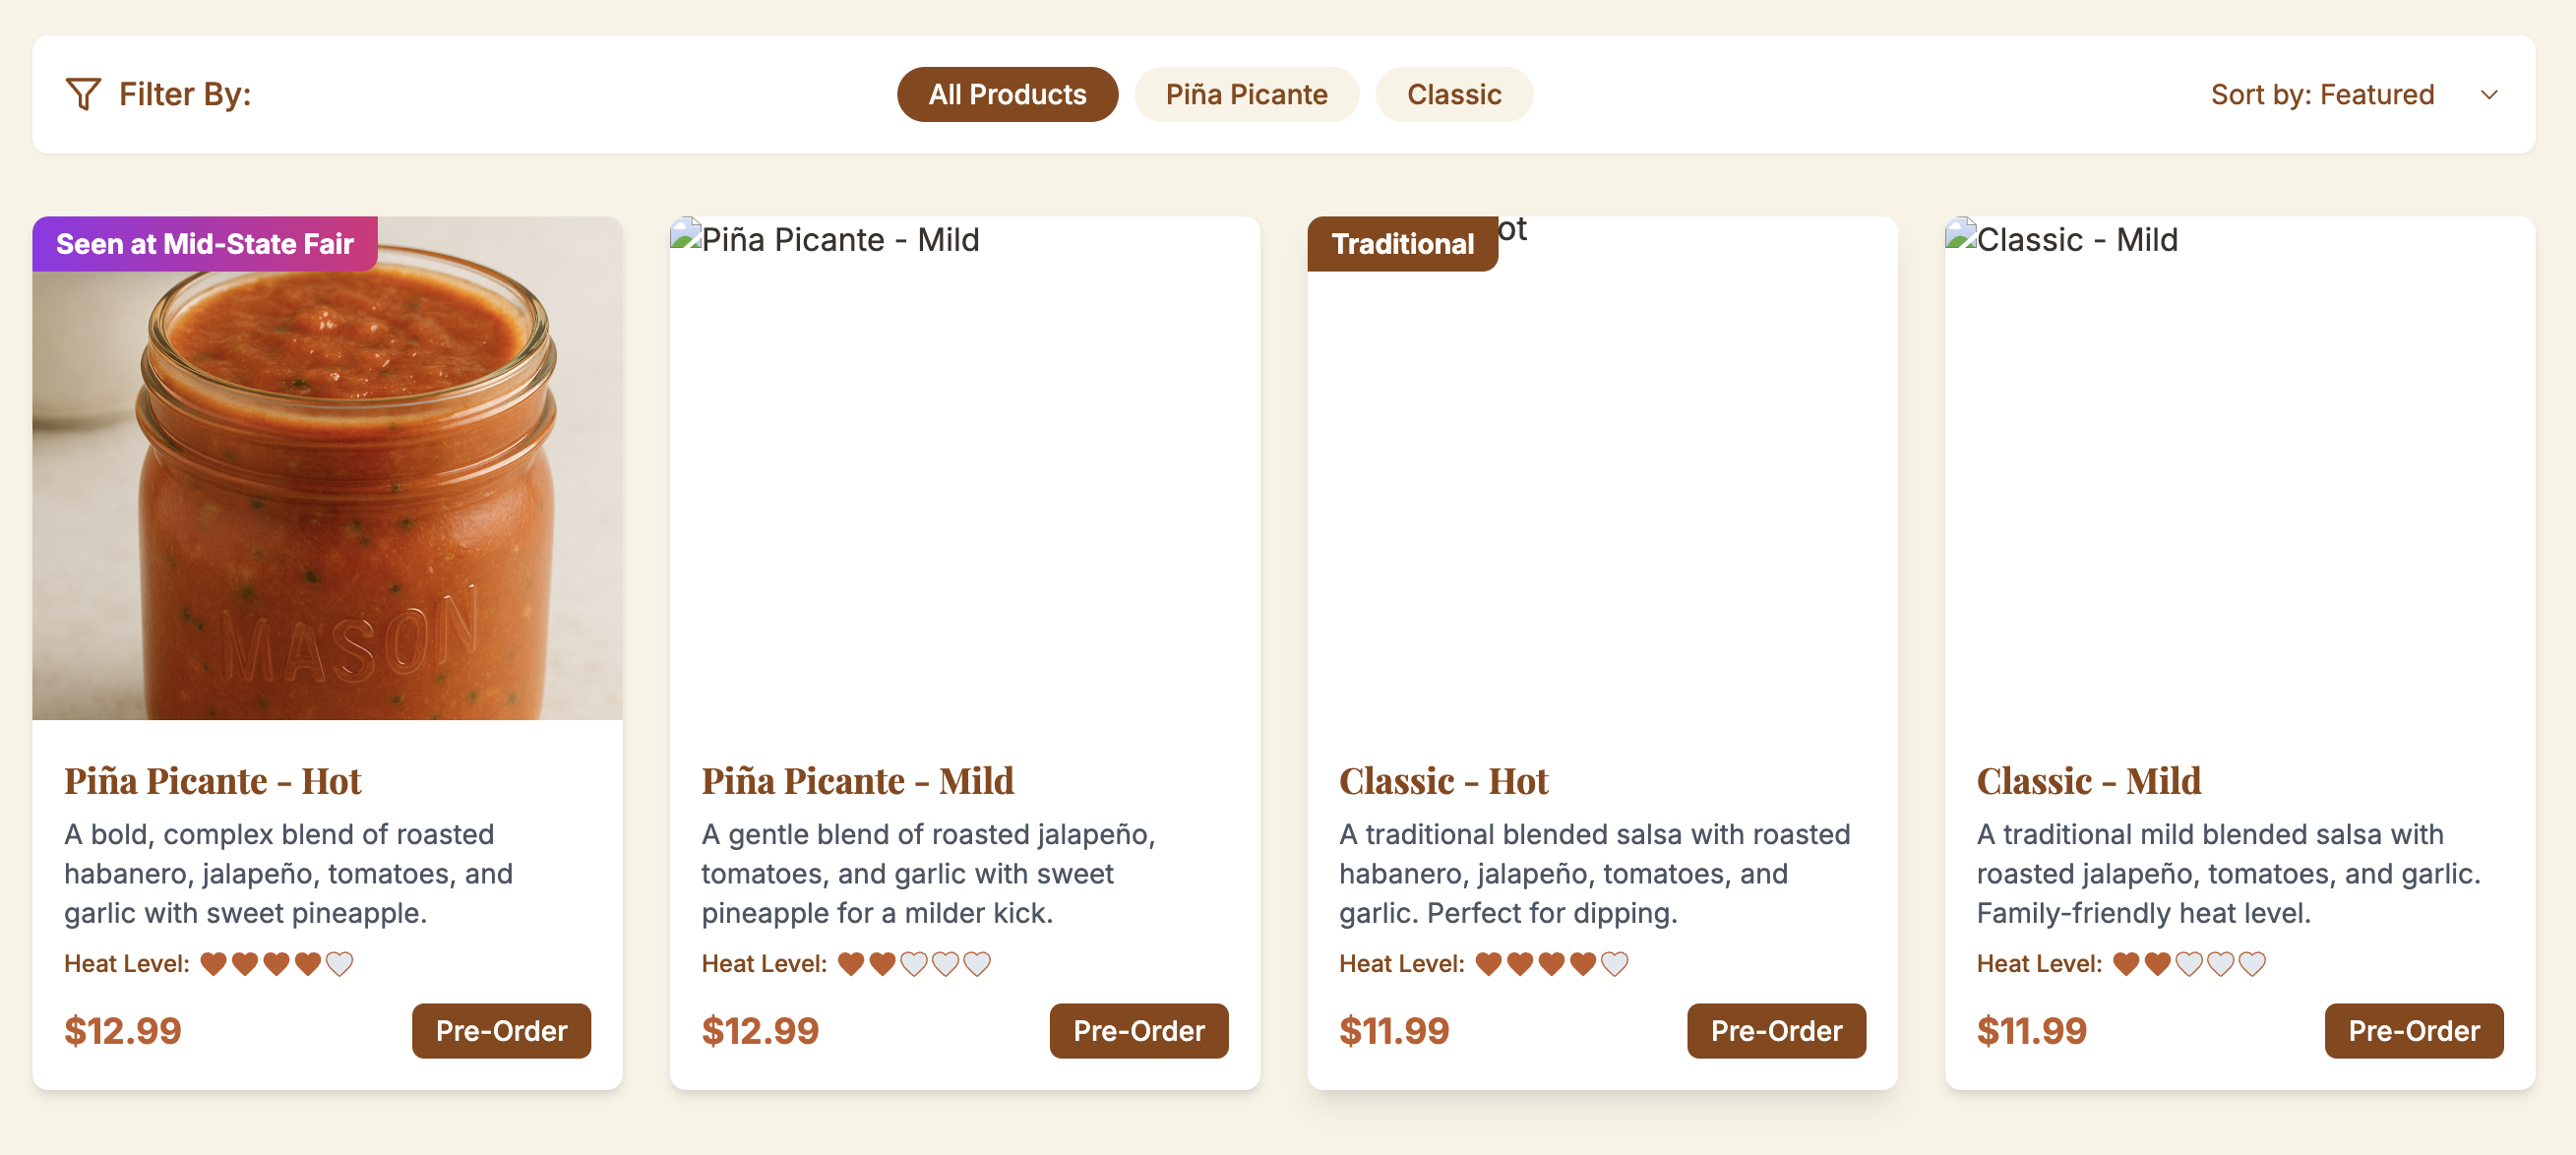 Filter By:
All Products
Piña Picante
Classic
Sort by: Featured
Seen at Mid-State Fair
MASON
Piña Picante - Hot
A bold, complex blend of roasted
habanero, jalapeño, tomatoes, and
garlic with sweet pineapple.
Heat Level:
$12.99
Pre-Order
Piña Picante - Mild
Piña Picante - Mild
A gentle blend of roasted jalapeño,
tomatoes, and garlic with sweet
pineapple for a milder kick.
Heat Level:
$12.99
Pre-Order
Traditional
ot
Classic - Hot
A traditional blended salsa with roasted
habanero, jalapeño, tomatoes, and
garlic. Perfect for dipping.
Heat Level:
$11.99
Pre-Order
Classic - Mild
Classic - Mild
A traditional mild blended salsa with
roasted jalapeño, tomatoes, and garlic.
Family-friendly heat level.
Heat Level:
$11.99
Pre-Order